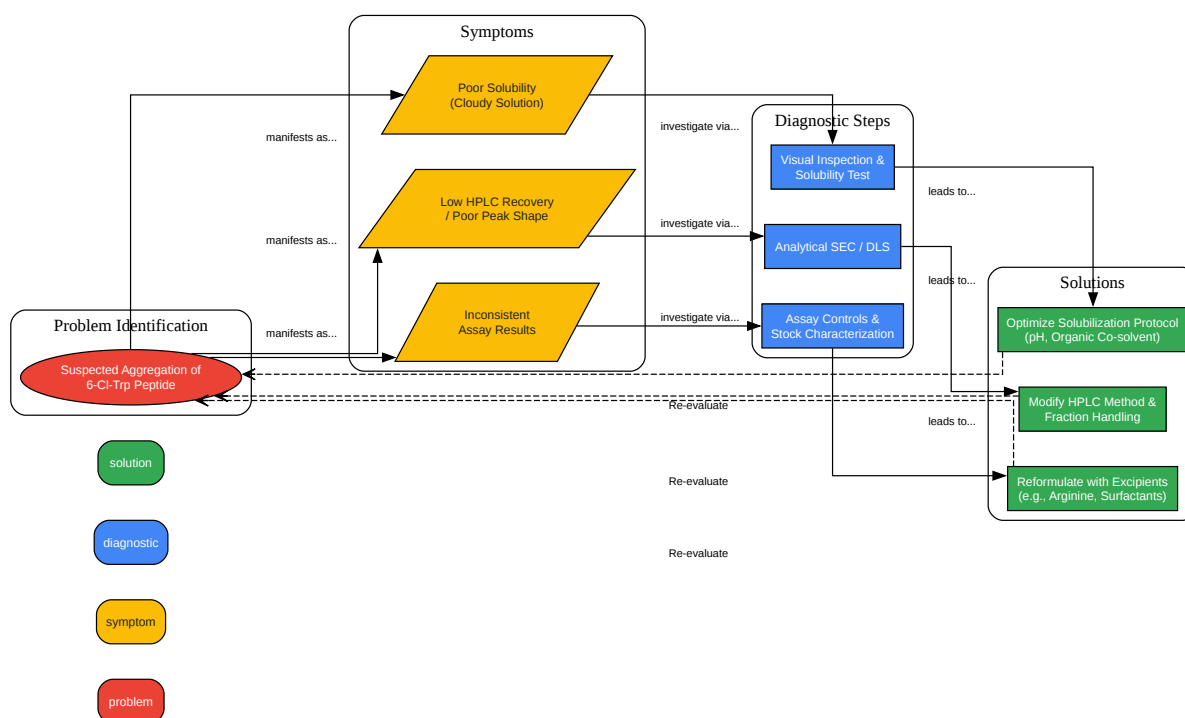 Symptoms
Poor Solubility
(Cloudy Solution)
manifests as...
investigate via...
Diagnostic Steps
Visual Inspection &
Solubility Test
leads to...
Low HPLC Recovery
/ Poor Peak Shape
manifests as...
investigate via...
Analytical SEC / DLS
leads to...
Solutions
Inconsistent
Assay Results
manifests as...
investigate via...
Assay Controls &
Stock Characterization
Optimize Solubilization Protocol
(pH, Organic Co-solvent)
Problem Identification
Suspected Aggregation of
6-Cl-Trp Peptide
Re-evaluate
leads to...
Modify HPLC Method &
Fraction Handling
Re-evaluate
Reformulate with Excipients
(e.g., Arginine, Surfactants)
Re-evaluate
solution
diagnostic
symptom
problem